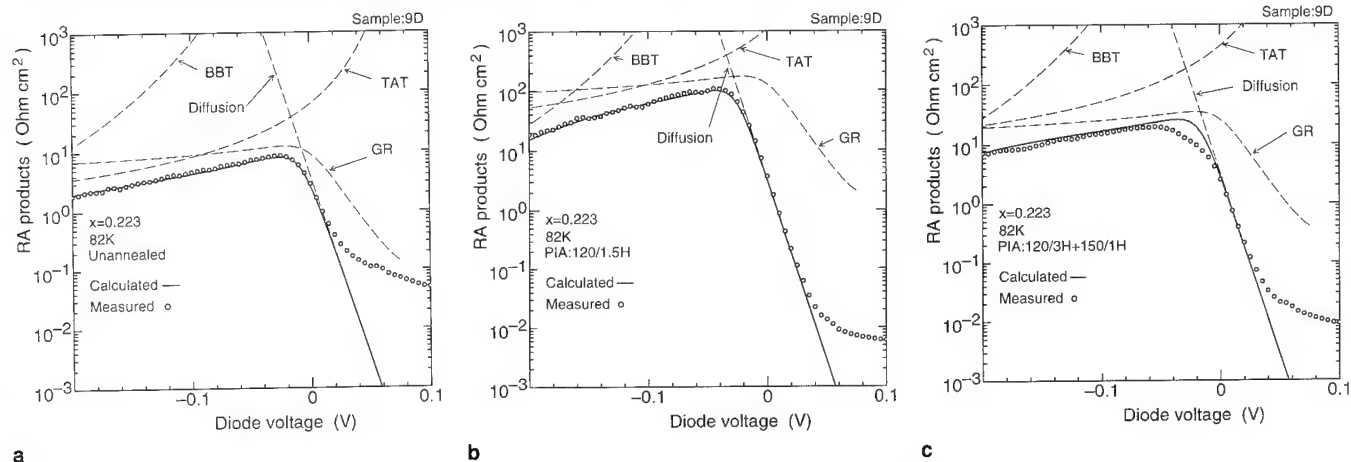 Sample:9D
10³
10²
10¹
10⁰
10⁻¹
10⁻²
10⁻³
RA products ( Ohm cm²)
BBT
TAT
Diffusion
GR
x=0.223
82K
Unannealed
Calculated
Measured
−0.1
0
0.1
Diode voltage (V)
a
Sample:9D
10³
10²
10¹
10⁰
10⁻¹
10⁻²
10⁻³
RA products ( Ohm cm²)
BBT
TAT
Diffusion
GR
x=0.223
82K
PIA:120/1.5H
Calculated
Measured
−0.1
0
0.1
Diode voltage (V)
b
Sample:9D
10³
10²
10¹
10⁰
10⁻¹
10⁻²
10⁻³
RA products ( Ohm cm²)
BBT
TAT
Diffusion
GR
x=0.223
82K
PIA:120/3H+150/1H
Calculated
Measured
−0.1
0
0.1
Diode voltage (V)
c